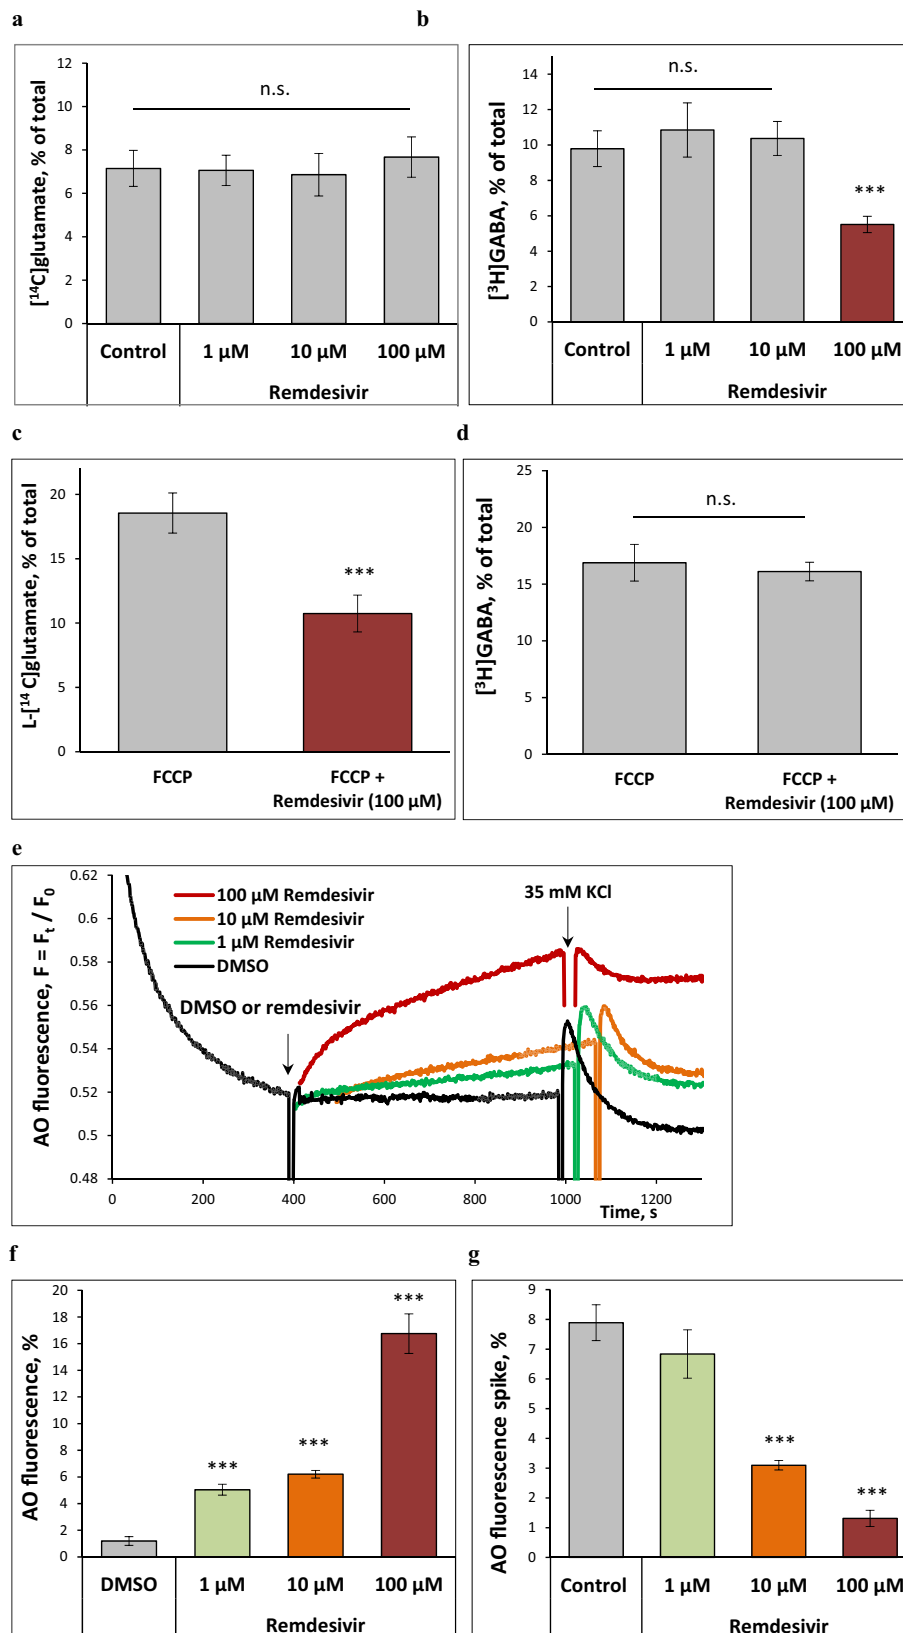 a
[¹⁴C]glutamate, % of total
12
10
8
6
4
2
0
n.s.
Control
1 µM
10 µM
100 µM
Remdesivir
b
[³H]GABA, % of total
14
12
10
8
6
4
2
0
n.s.
***
Control
1 µM
10 µM
100 µM
Remdesivir
c
L-[¹⁴C]glutamate, % of total
20
15
10
5
0
***
FCCP
FCCP +
Remdesivir (100 µM)
d
[³H]GABA, % of total
25
20
15
10
5
0
n.s.
FCCP
FCCP +
Remdesivir (100 µM)
e
AO fluorescence, F = Fₜ / F₀
0.62
0.6
0.58
0.56
0.54
0.52
0.5
0.48
100 µM Remdesivir
10 µM Remdesivir
1 µM Remdesivir
DMSO
35 mM KCl
DMSO or remdesivir
0
200
400
600
800
1000
1200
Time, s
f
AO fluorescence, %
20
18
16
14
12
10
8
6
4
2
0
***
***
***
DMSO
1 µM
10 µM
100 µM
Remdesivir
g
AO fluorescence spike, %
9
8
7
6
5
4
3
2
1
0
***
***
Control
1 µM
10 µM
100 µM
Remdesivir